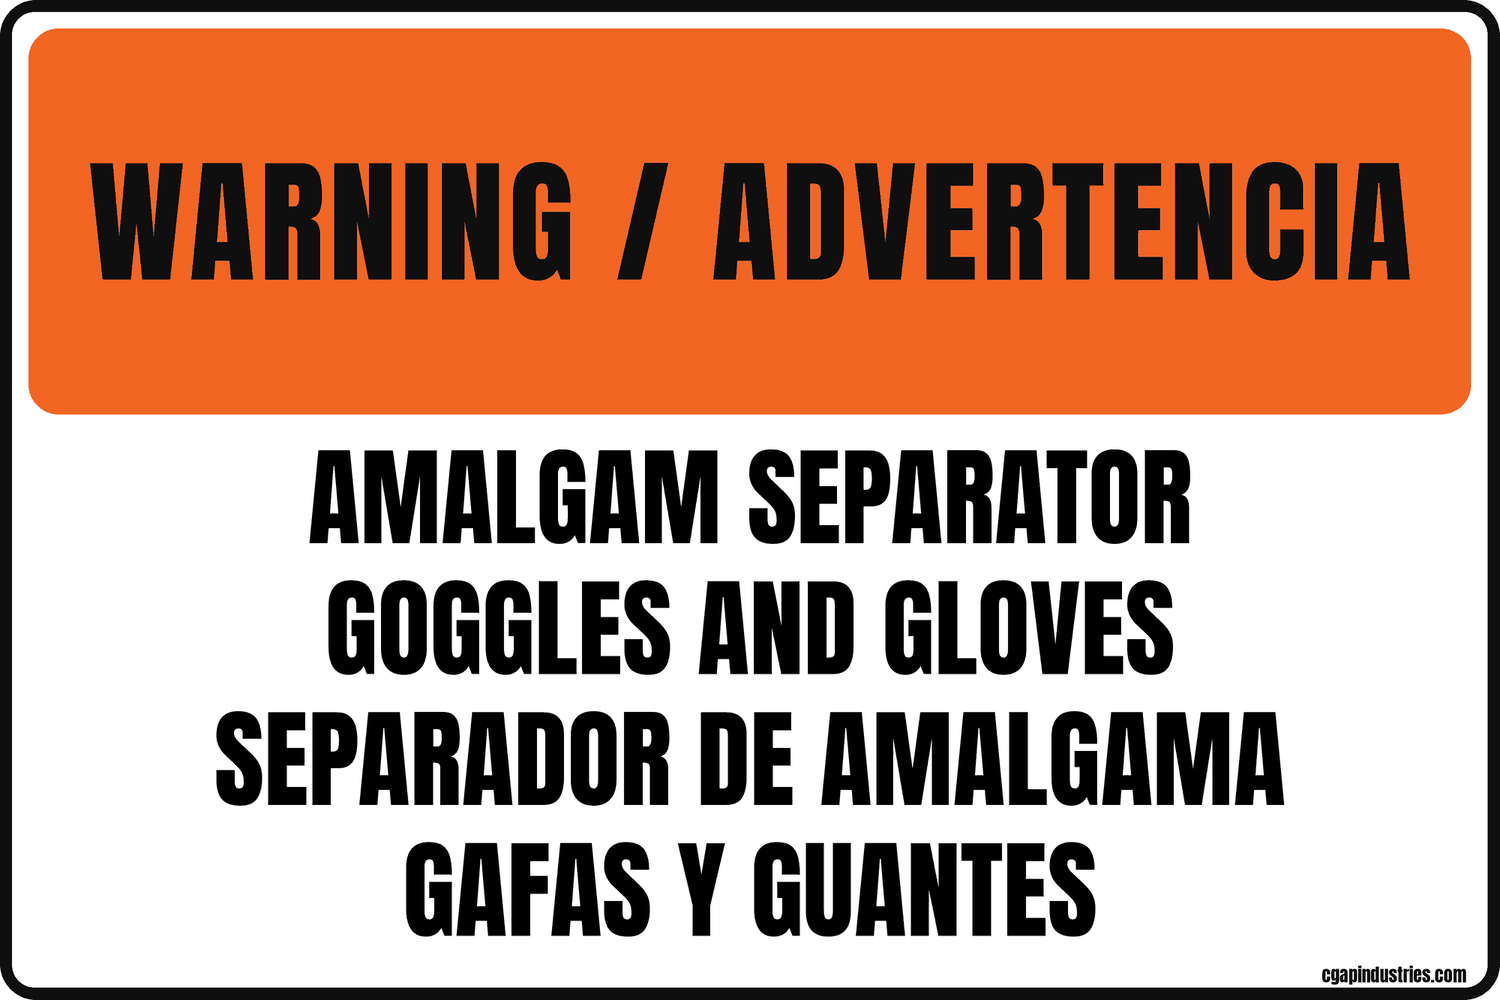 WARNING / ADVERTENCIA
AMALGAM SEPARATOR
GOGGLES AND GLOVES
SEPARADOR DE AMALGAMA
GAFAS Y GUANTES
cgapindustries.com